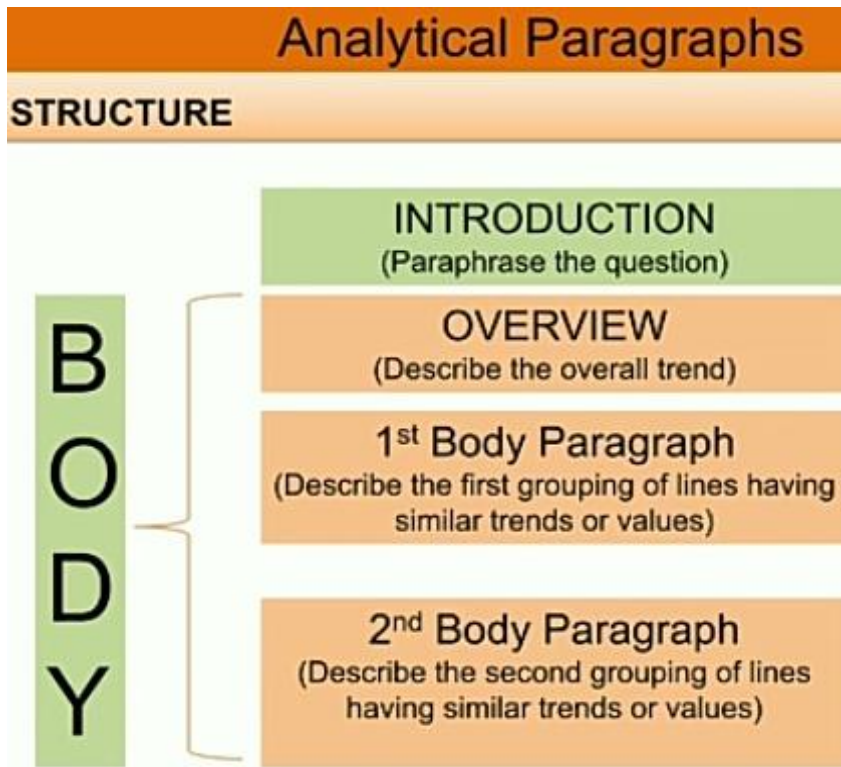 Analytical Paragraphs
STRUCTURE
INTRODUCTION
(Paraphrase the question)
BODY
OVERVIEW
(Describe the overall trend)
1st Body Paragraph
(Describe the first grouping of lines having
similar trends or values)
2nd Body Paragraph
(Describe the second grouping of lines
having similar trends or values)